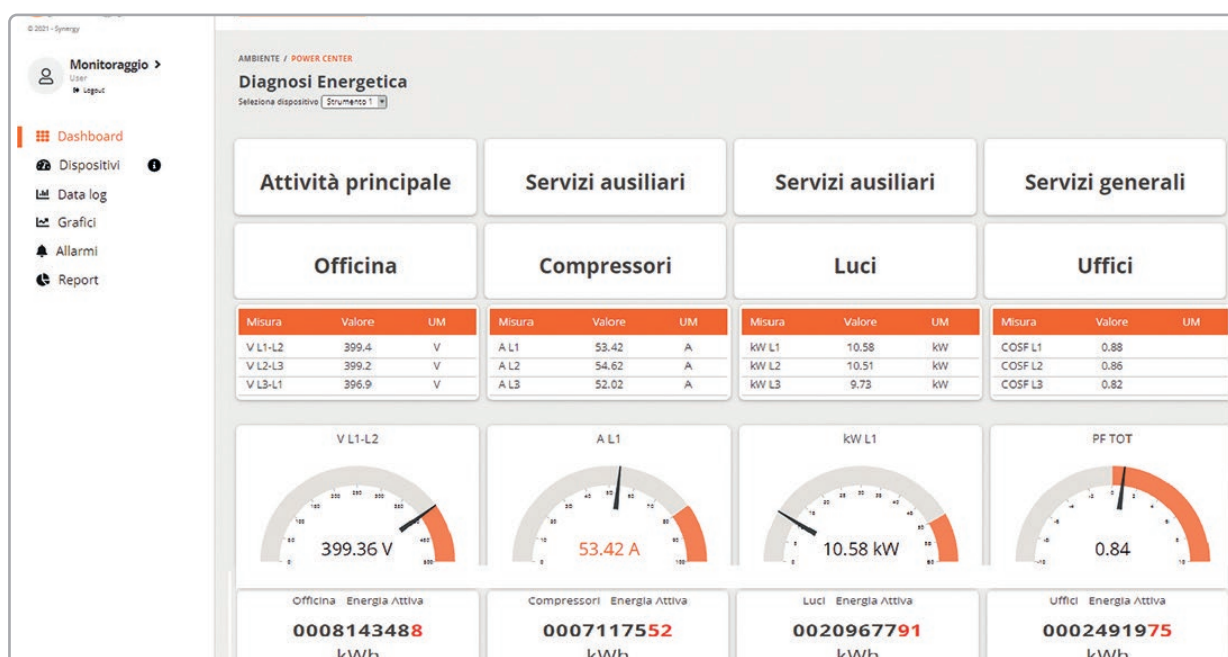 © 2021 - Synergy
Monitoraggio >
User
Logout
Dashboard
Dispositivi
Data log
Grafici
Allarmi
Report
AMBIENTE / POWER CENTER
Diagnosi Energetica
Seleziona dispositivo Strumento 1
Attività principale Servizi ausiliari Servizi ausiliari Servizi generali
Officina Compressori Luci Uffici
Misura Valore UM Misura Valore UM Misura Valore UM Misura Valore UM
V L1-L2 399.4 V A L1 53.42 A kW L1 10.58 kW COSF L1 0.88
V L2-L3 399.2 V A L2 54.62 A kW L2 10.51 kW COSF L2 0.86
V L3-L1 396.9 V A L3 52.02 A kW L3 9.73 kW COSF L3 0.82
V L1-L2 A L1 kW L1 PF TOT
399.36 V 53.42 A 10.58 kW 0.84
Officina Energia Attiva Compressori Energia Attiva Luci Energia Attiva Uffici Energia Attiva
0008143488 0007117552 0020967791 0002491975
kWh kWh kWh kWh